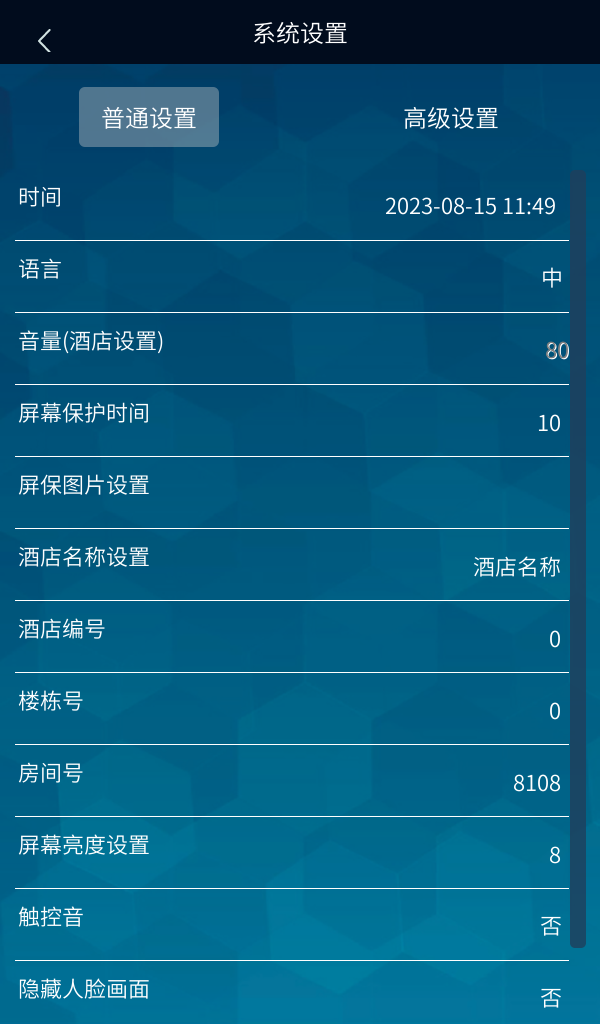 系统设置
普通设置
高级设置
时间
2023-08-15 11:49
语言
中
音量(酒店设置)
80
屏幕保护时间
10
屏保图片设置
酒店名称设置
酒店名称
酒店编号
0
楼栋号
0
房间号
8108
屏幕亮度设置
8
触控音
否
隐藏人脸画面
否